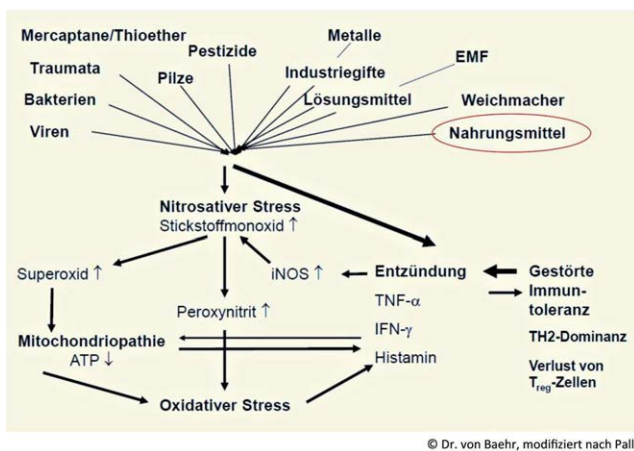 Mercaptane/Thioether
Pestizide
Metalle
EMF
Traumata
Pilze
Industriegifte
Bakterien
Lösungsmittel
Weichmacher
Viren
Nahrungsmittel
Nitrosativer Stress
Stickstoffmonoxid ↑
Superoxid ↑
iNOS ↑
Entzündung
Gestörte
Immun-
toleranz
TNF-α
Peroxynitrit ↑
IFN-γ
TH2-Dominanz
Mitochondriopathie
ATP ↓
Histamin
Verlust von
Treg-Zellen
Oxidativer Stress
© Dr. von Baehr, modifiziert nach Pall